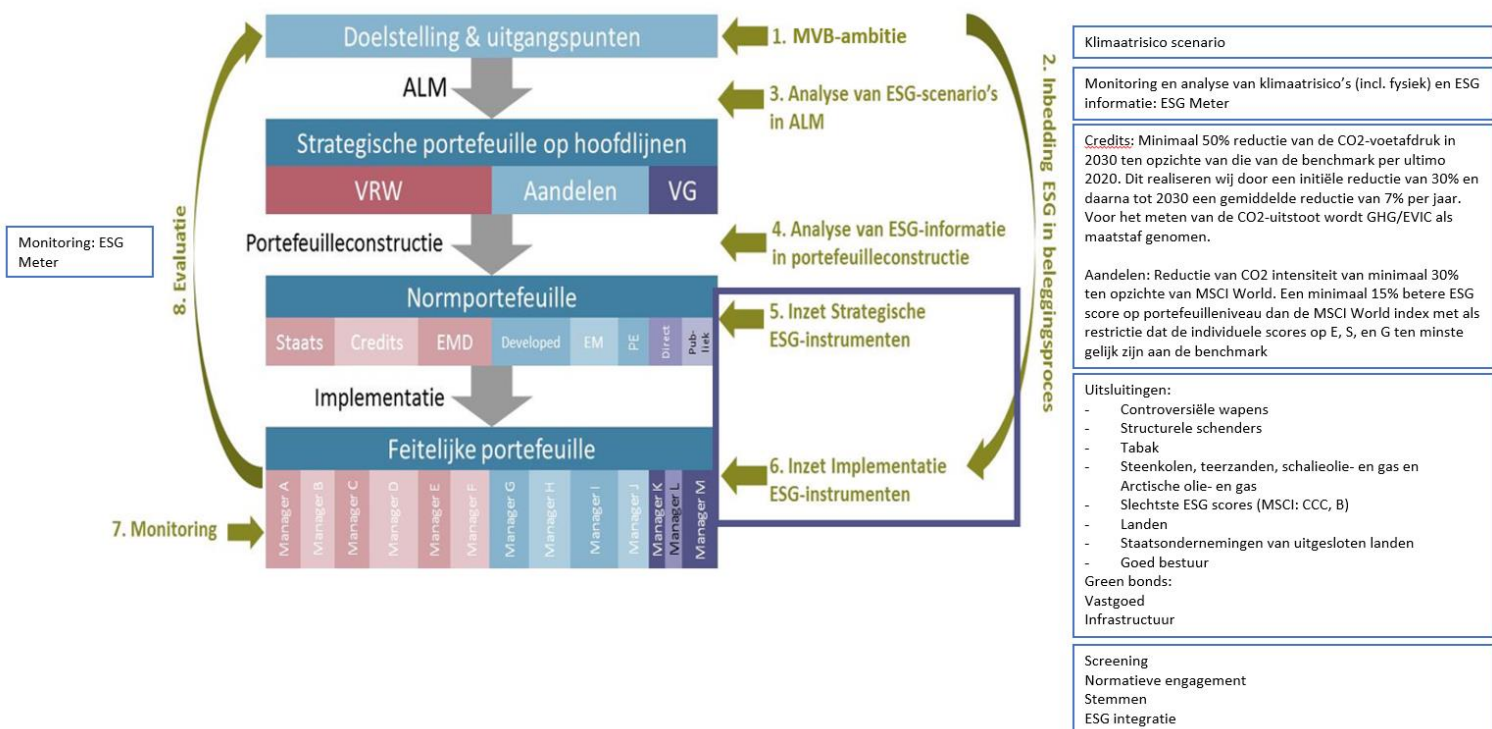 Doelstelling & uitgangspunten
1. MVB-ambitie
2. Inbedding ESG in beleggingsproces
ALM
3. Analyse van ESG-scenario's
in ALM
Strategische portefeuille op hoofdlijnen
VRW
Aandelen
VG
Portefeuilleconstructie
4. Analyse van ESG-informatie
in portefeuilleconstructie
Normportefeuille
Staats
Credits
EMD
Developed
EM
PE
Direct
Pub-
liek
5. Inzet Strategische
ESG-instrumenten
Implementatie
Feitelijke portefeuille
Manager A
Manager B
Manager C
Manager D
Manager E
Manager F
Manager G
Manager H
Manager I
Manager J
Manager K
Manager L
Manager M
6. Inzet Implementatie
ESG-instrumenten
7. Monitoring
8. Evaluatie
Monitoring: ESG
Meter
Klimaatrisico scenario
Monitoring en analyse van klimaatrisico's (incl. fysiek) en ESG
informatie: ESG Meter
Credits: Minimaal 50% reductie van de CO2-voetafdruk in
2030 ten opzichte van die van de benchmark per ultimo
2020. Dit realiseren wij door een initiële reductie van 30% en
daarna tot 2030 een gemiddelde reductie van 7% per jaar.
Voor het meten van de CO2-uitstoot wordt GHG/EVIC als
maatstaf genomen.
Aandelen: Reductie van CO2 intensiteit van minimaal 30%
ten opzichte van MSCI World. Een minimaal 15% betere ESG
score op portefeuilleniveau dan de MSCI World index met als
restrictie dat de individuele scores op E, S, en G ten minste
gelijk zijn aan de benchmark
Uitsluitingen:
- Controversiële wapens
- Structurele schenders
- Tabak
- Steenkolen, teerzanden, schalieolie- en gas en
Arctische olie- en gas
- Slechtste ESG scores (MSCI: CCC, B)
- Landen
- Staatsondernemingen van uitgesloten landen
- Goed bestuur
Green bonds:
Vastgoed
Infrastructuur
Screening
Normatieve engagement
Stemmen
ESG integratie